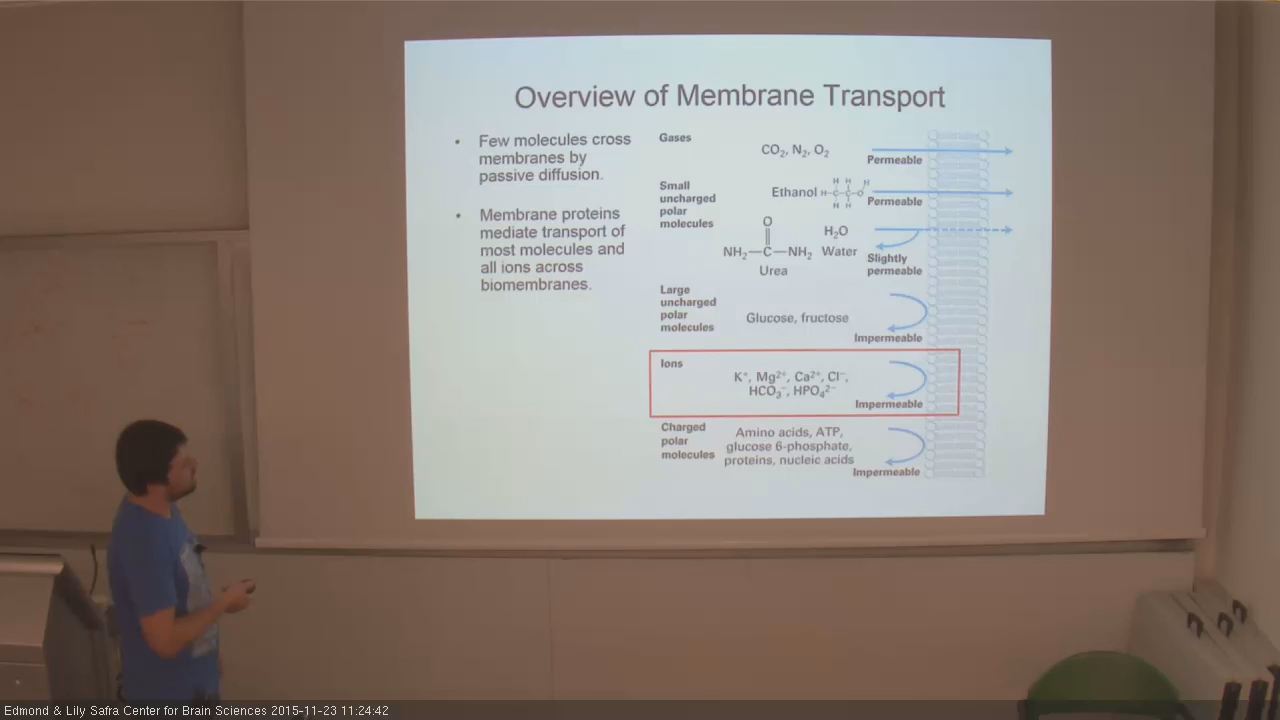 Overview of Membrane Transport
• Few molecules cross
membranes by
passive diffusion.
• Membrane proteins
mediate transport of
most molecules and
all ions across
biomembranes.
Gases
CO₂, N₂, O₂
Permeable
Small
uncharged
polar
molecules
Ethanol
H H H
H–C–C–O
H H
Permeable
O
NH₂—C—NH₂
Urea
H₂O
Water
Slightly
permeable
Large
uncharged
polar
molecules
Glucose, fructose
Impermeable
Ions
K⁺, Mg²⁺, Ca²⁺, Cl⁻,
HCO₃⁻, HPO₄²⁻
Impermeable
Charged
polar
molecules
Amino acids, ATP,
glucose 6-phosphate,
proteins, nucleic acids
Impermeable
Edmond & Lily Safra Center for Brain Sciences 2015-11-23 11:24:42